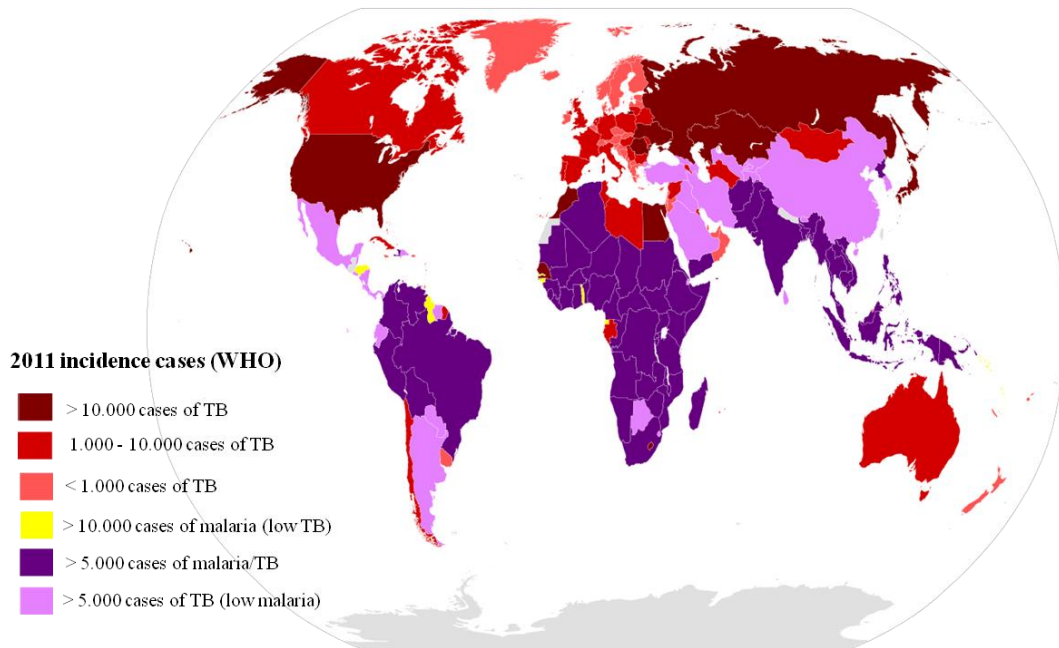 2011 incidence cases (WHO)
> 10.000 cases of TB
1.000 - 10.000 cases of TB
< 1.000 cases of TB
> 10.000 cases of malaria (low TB)
> 5.000 cases of malaria/TB
> 5.000 cases of TB (low malaria)